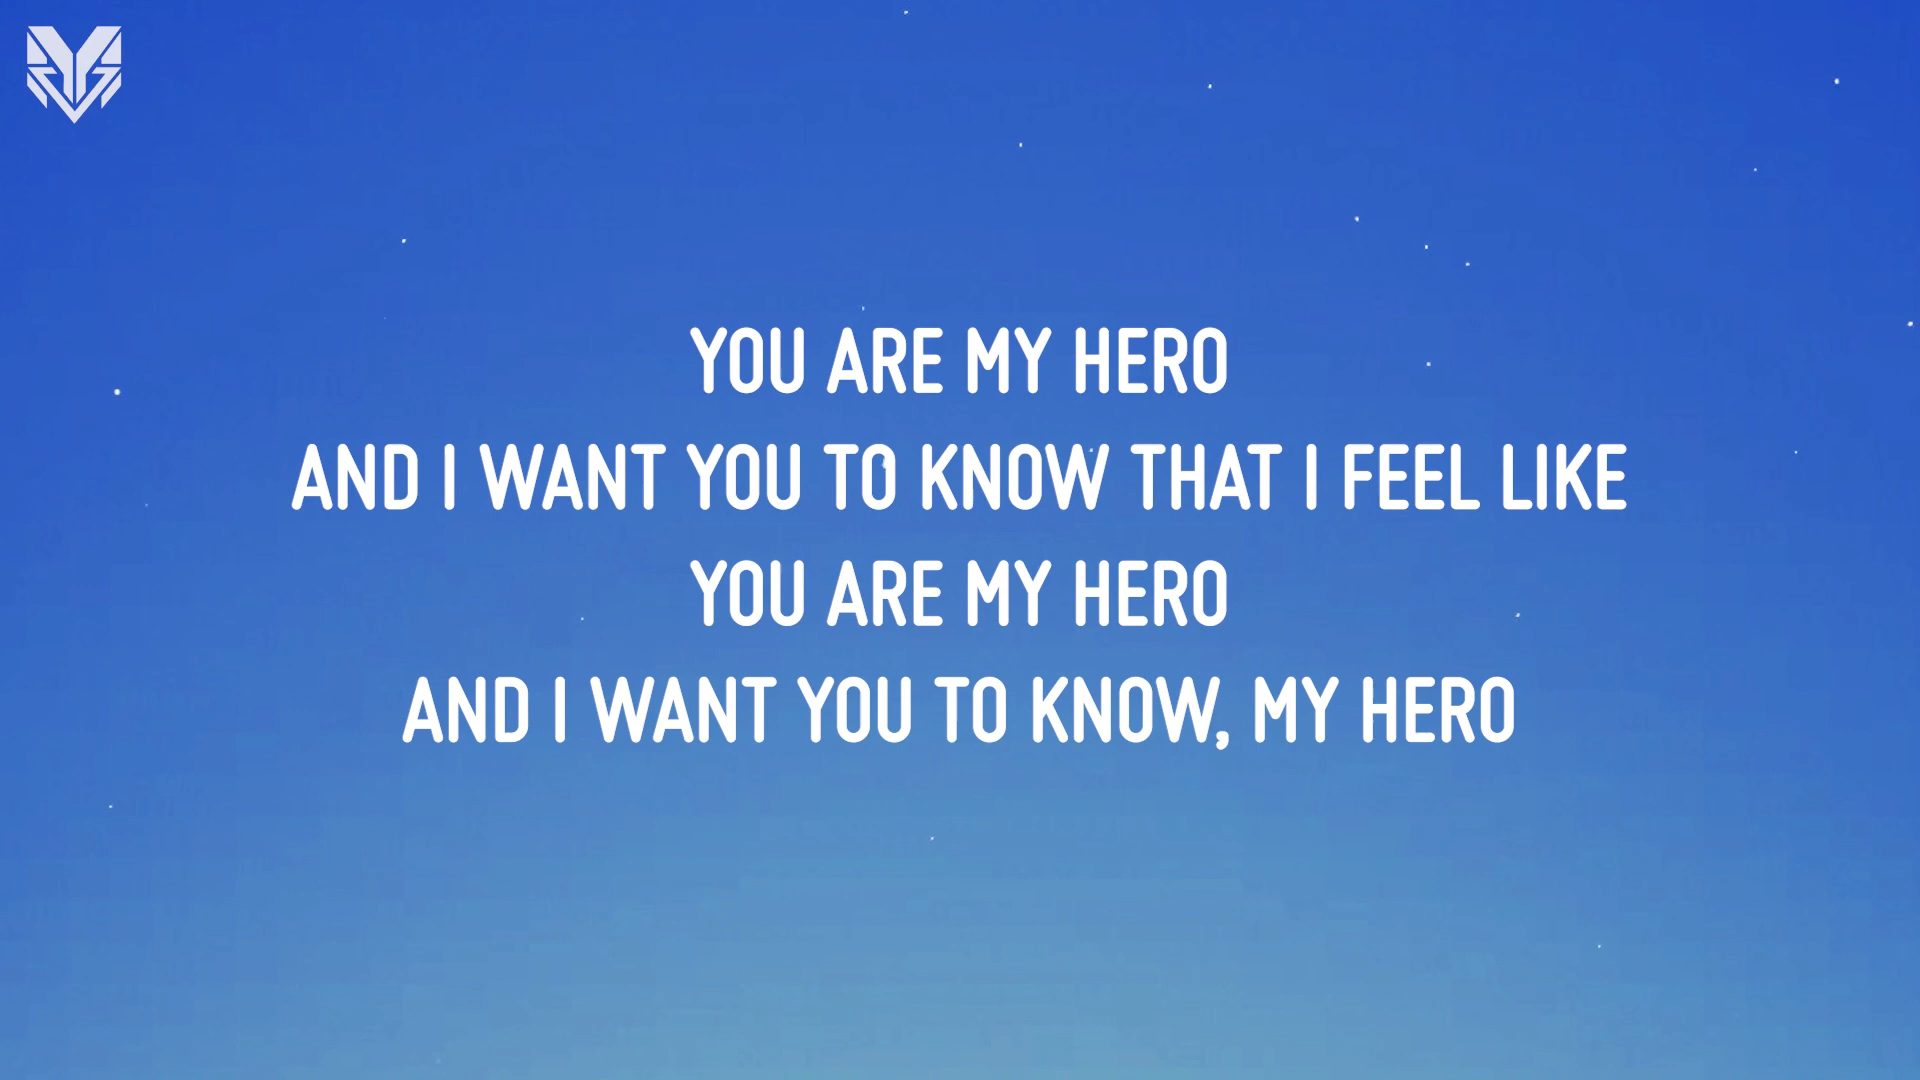 YOU ARE MY HERO
AND I WANT YOU TO KNOW THAT I FEEL LIKE
YOU ARE MY HERO
AND I WANT YOU TO KNOW, MY HERO